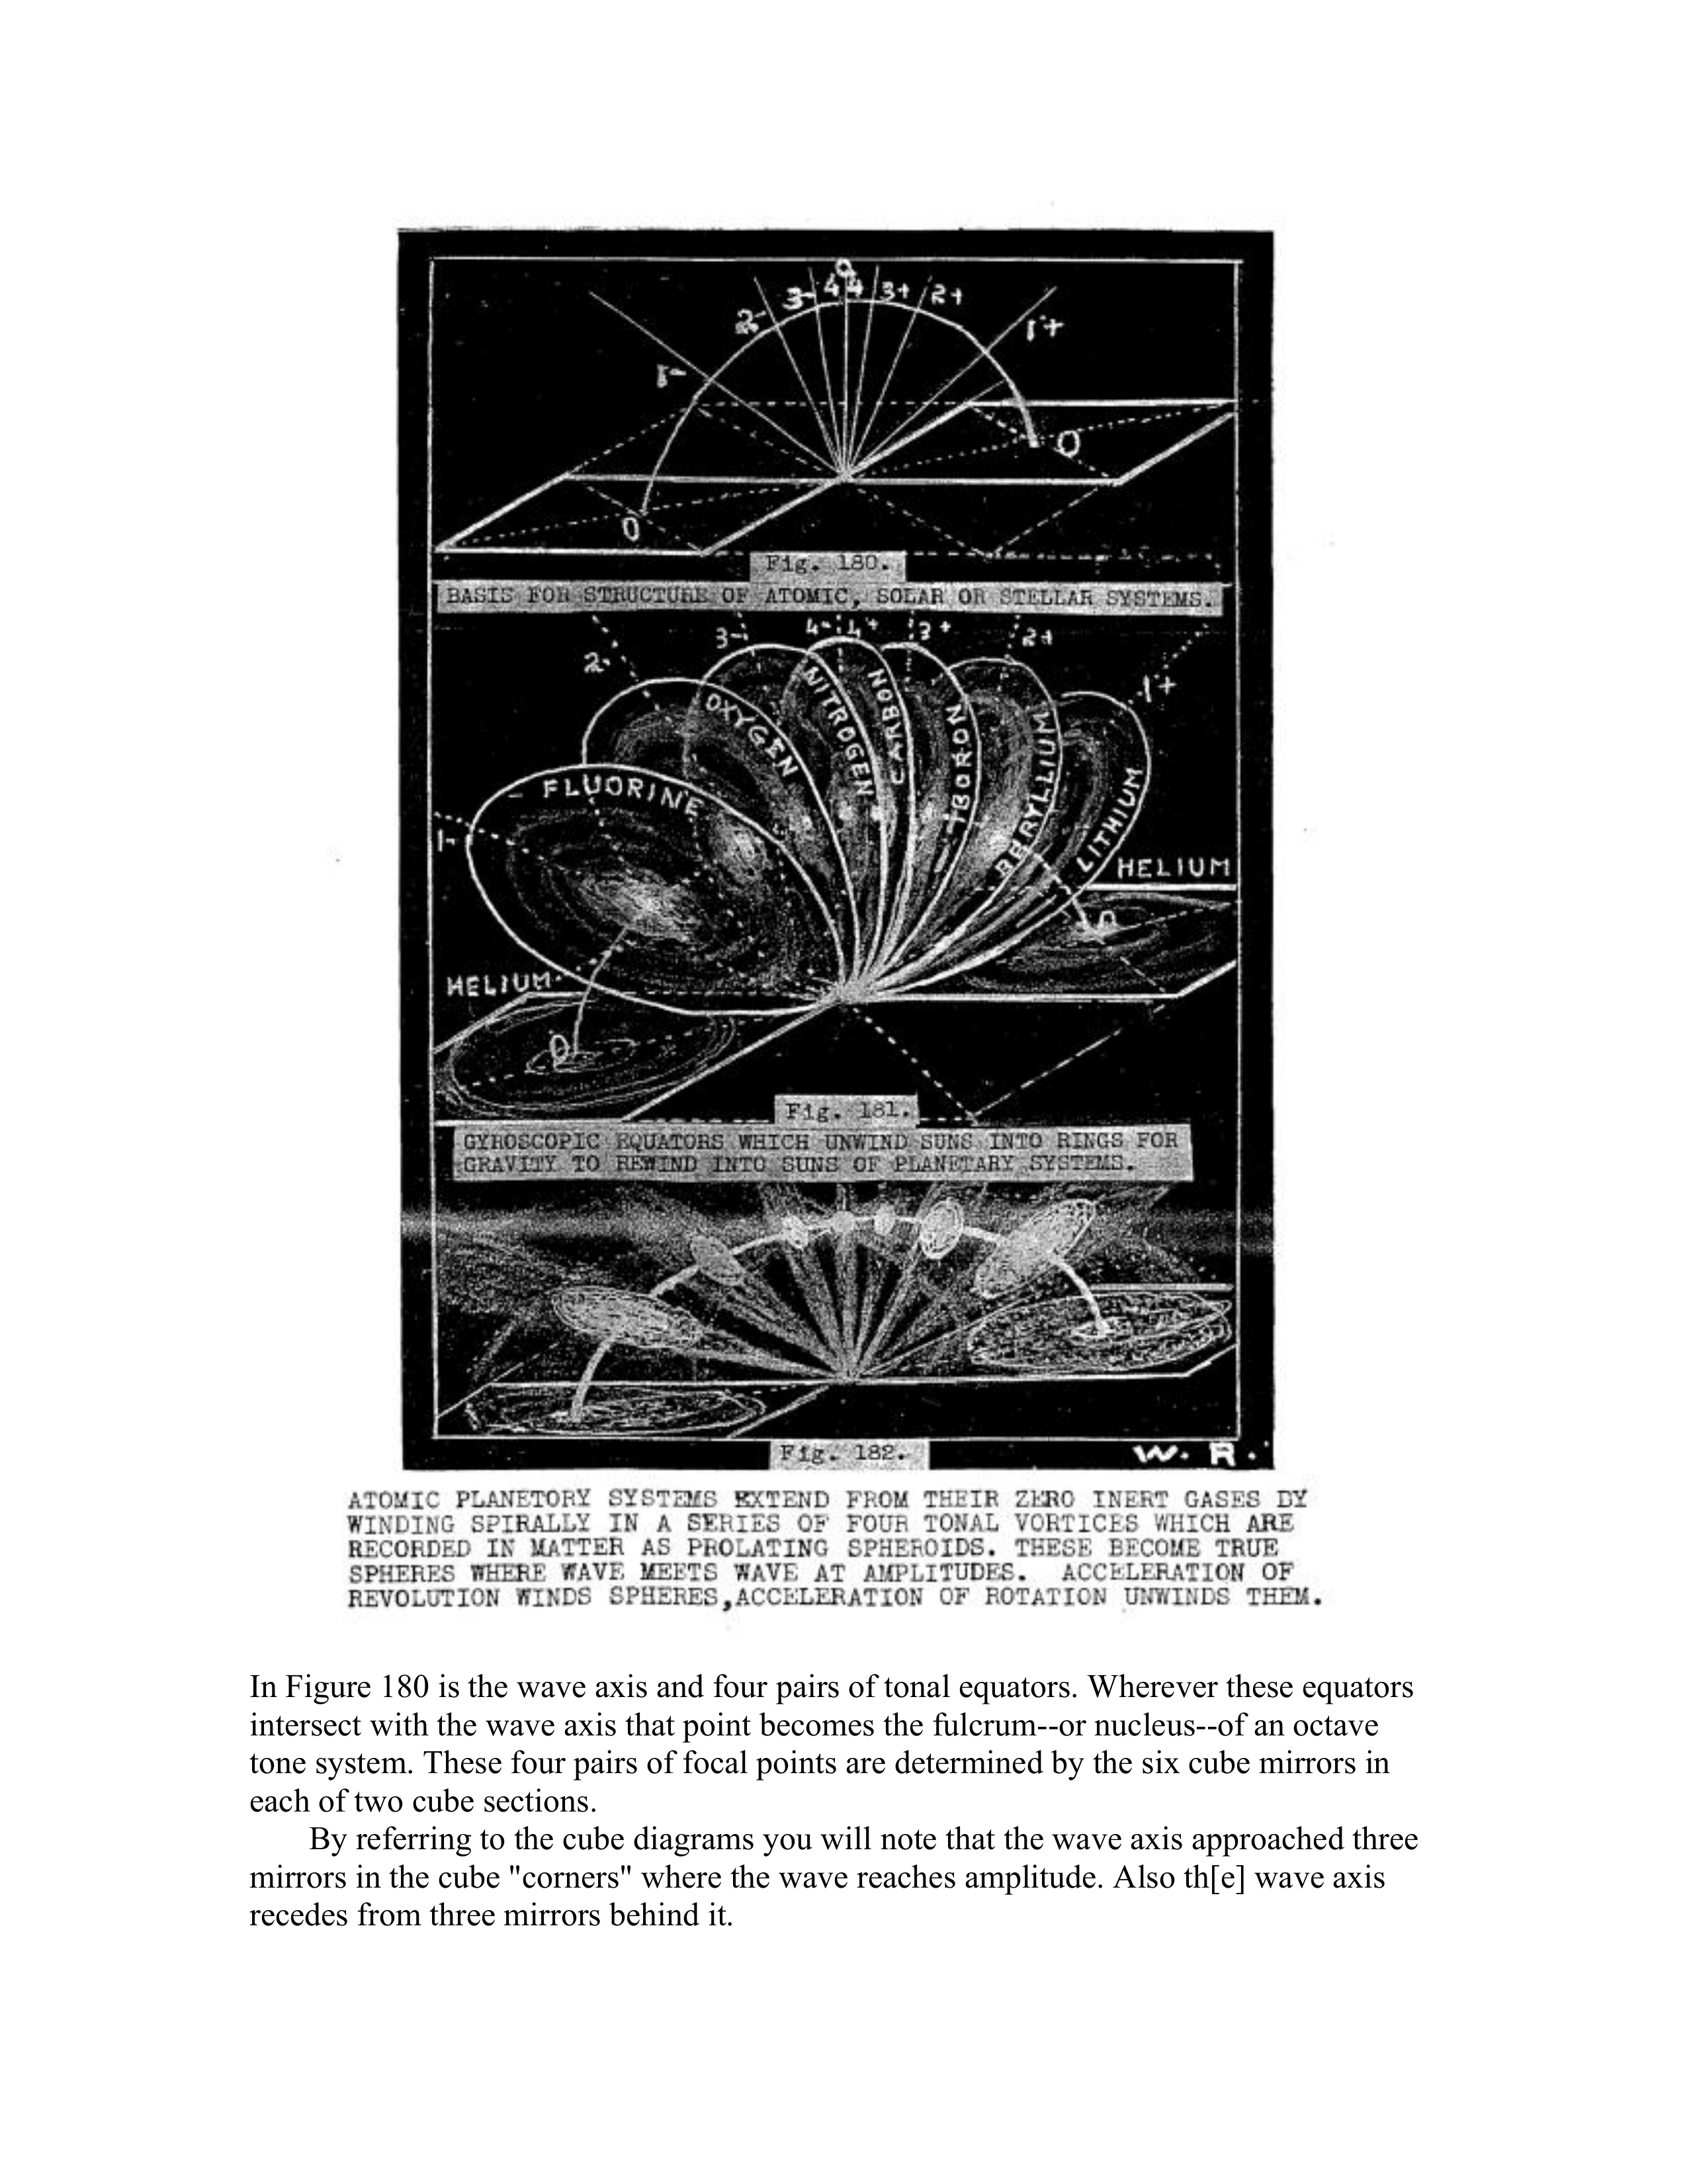 0
4 4
3- 3+ 2+
2- 1+
1-
0
0
Fig. 180.
BASIS FOR STRUCTURE OF ATOMIC, SOLAR OR STELLAR SYSTEMS.
3- 4- 4+ 3+ 2+
2- 1+
OXYGEN NITROGEN CARBON BORON BERYLLIUM LITHIUM
FLUORINE
1-
HELIUM
0
HELIUM
0
Fig. 181.
GYROSCOPIC EQUATORS WHICH UNWIND SUNS INTO RINGS FOR
GRAVITY TO REWIND INTO SUNS OF PLANETARY SYSTEMS.
Fig. 182.
W. R.
ATOMIC PLANETORY SYSTEMS EXTEND FROM THEIR ZERO INERT GASES BY
WINDING SPIRALLY IN A SERIES OF FOUR TONAL VORTICES WHICH ARE
RECORDED IN MATTER AS PROLATING SPHEROIDS. THESE BECOME TRUE
SPHERES WHERE WAVE MEETS WAVE AT AMPLITUDES. ACCELERATION OF
REVOLUTION WINDS SPHERES,ACCELERATION OF ROTATION UNWINDS THEM.
In Figure 180 is the wave axis and four pairs of tonal equators. Wherever these equators
intersect with the wave axis that point becomes the fulcrum--or nucleus--of an octave
tone system. These four pairs of focal points are determined by the six cube mirrors in
each of two cube sections.
By referring to the cube diagrams you will note that the wave axis approached three
mirrors in the cube "corners" where the wave reaches amplitude. Also th[e] wave axis
recedes from three mirrors behind it.